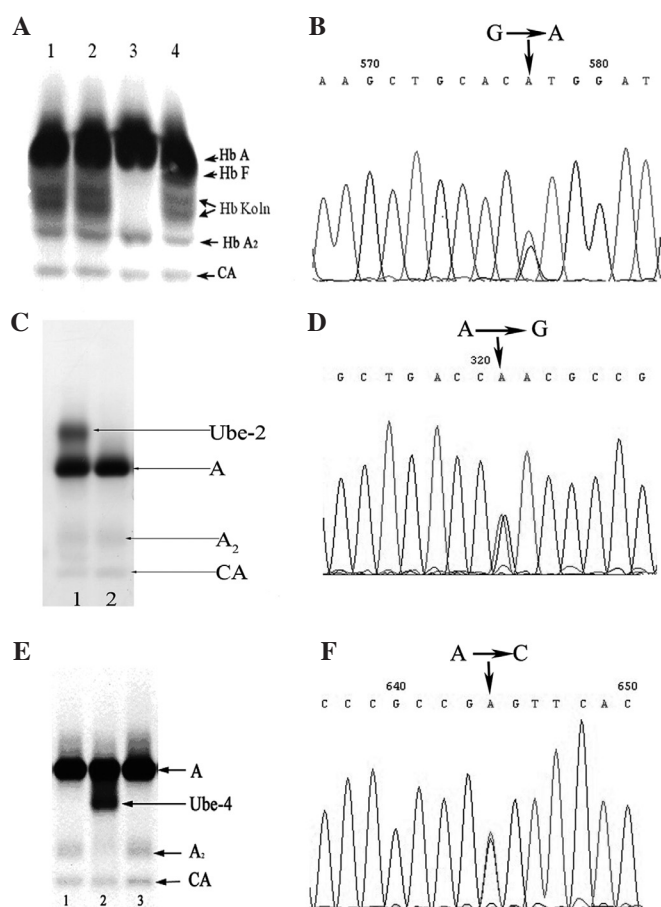 A
1 2 3 4
Hb A
Hb F
Hb Koln
Hb A2
CA
B
G A
570 580
A A G C T G C A C A T G G A T
C
Ube-2
A
A2
CA
1 2
D
A G
320
G C T G A C C A A C G C C G
E
A
Ube-4
A2
CA
1 2 3
F
A C
640 650
C C C G C C G A G T T C A C